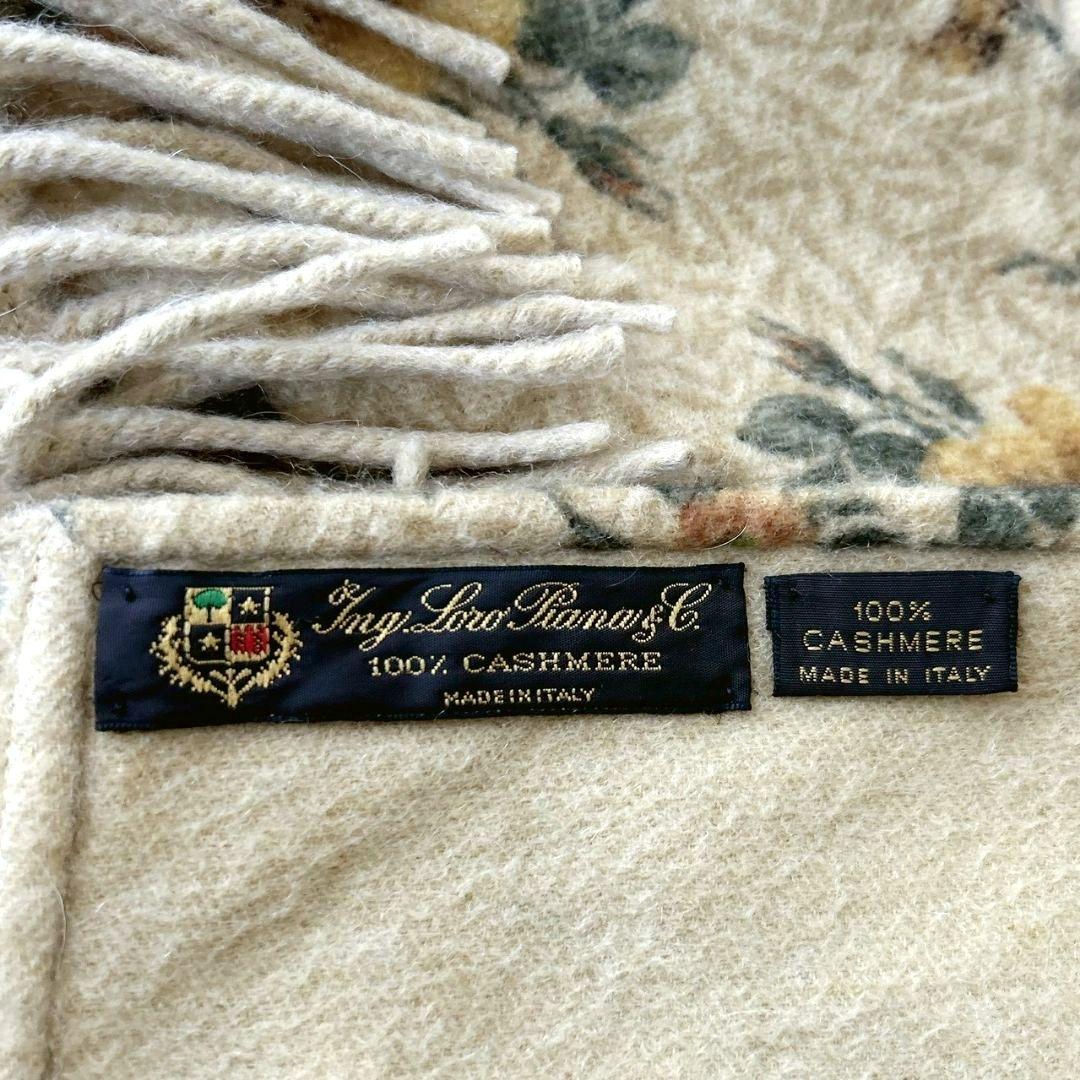 Ing. Loro Piana & C.
100% CASHMERE
MADE IN ITALY
100%
CASHMERE
MADE IN ITALY